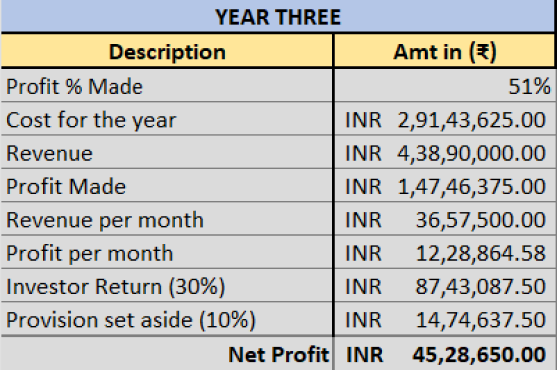 YEAR THREE
Description Amt in (₹)
Profit % Made 51%
Cost for the year INR 2,91,43,625.00
Revenue INR 4,38,90,000.00
Profit Made INR 1,47,46,375.00
Revenue per month INR 36,57,500.00
Profit per month INR 12,28,864.58
Investor Return (30%) INR 87,43,087.50
Provision set aside (10%) INR 14,74,637.50
Net Profit INR 45,28,650.00